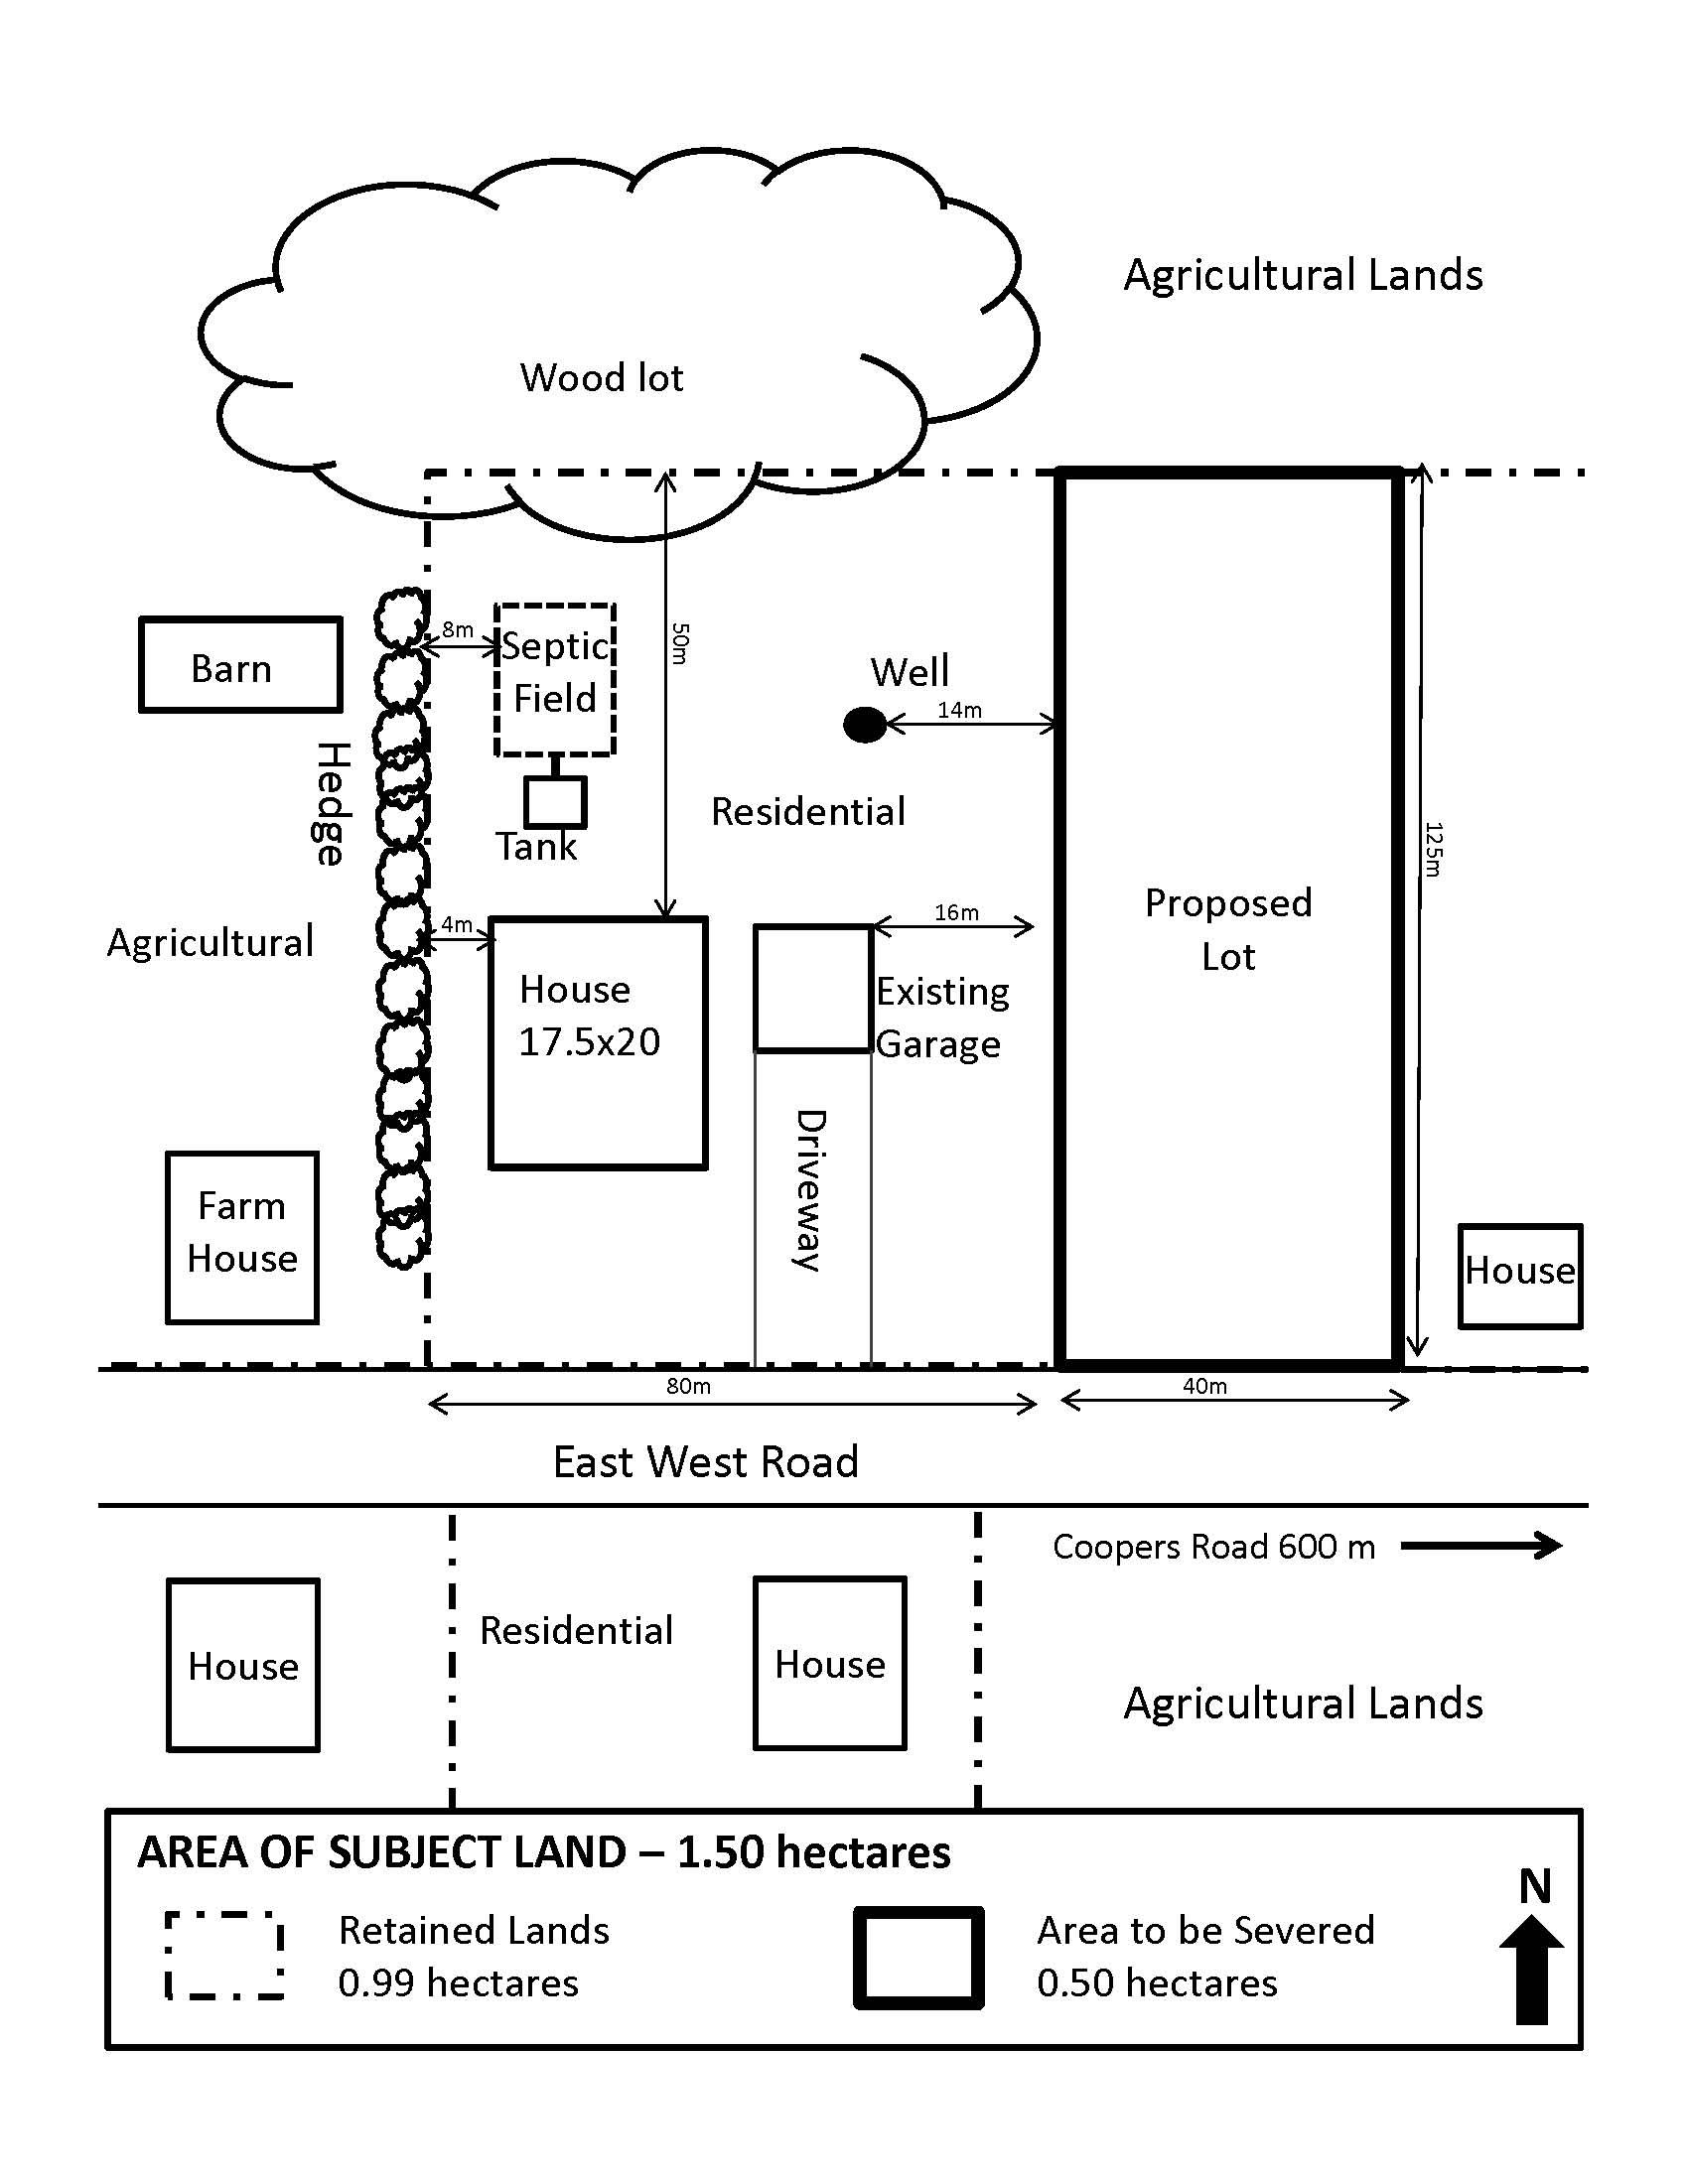 Agricultural Lands
Wood lot
8m
Septic
Field
50m
Barn
Well
14m
Hedge
Tank
Residential
125m
Proposed
Lot
Agricultural
4m
16m
House
17.5x20
Existing
Garage
Driveway
Farm
House
House
80m
40m
East West Road
Coopers Road 600 m
House
Residential
House
Agricultural Lands
AREA OF SUBJECT LAND – 1.50 hectares
Retained Lands
0.99 hectares
Area to be Severed
0.50 hectares
N